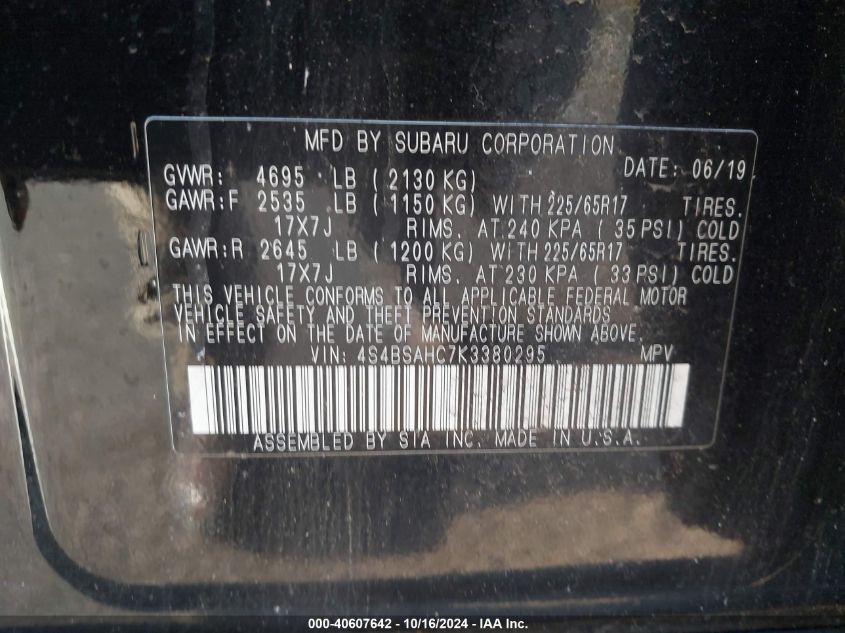 MFD BY SUBARU CORPORATION
DATE: 06/19
GVWR: 4695 LB ( 2130 KG)
GAWR:F 2535 LB ( 1150 KG) WITH 225/65R17 TIRES.
17X7J RIMS. AT 240 KPA ( 35 PSI) COLD
GAWR:R 2645 LB ( 1200 KG) WITH 225/65R17 TIRES.
17X7J RIMS. AT 230 KPA ( 33 PSI) COLD
THIS VEHICLE CONFORMS TO ALL APPLICABLE FEDERAL MOTOR
VEHICLE SAFETY AND THEFT PREVENTION STANDARDS
IN EFFECT ON THE DATE OF MANUFACTURE SHOWN ABOVE.
VIN: 4S4BSAHC7K3380295 MPV
ASSEMBLED BY SIA INC. MADE IN U.S.A.
000-40607642 - 10/16/2024 - IAA Inc.